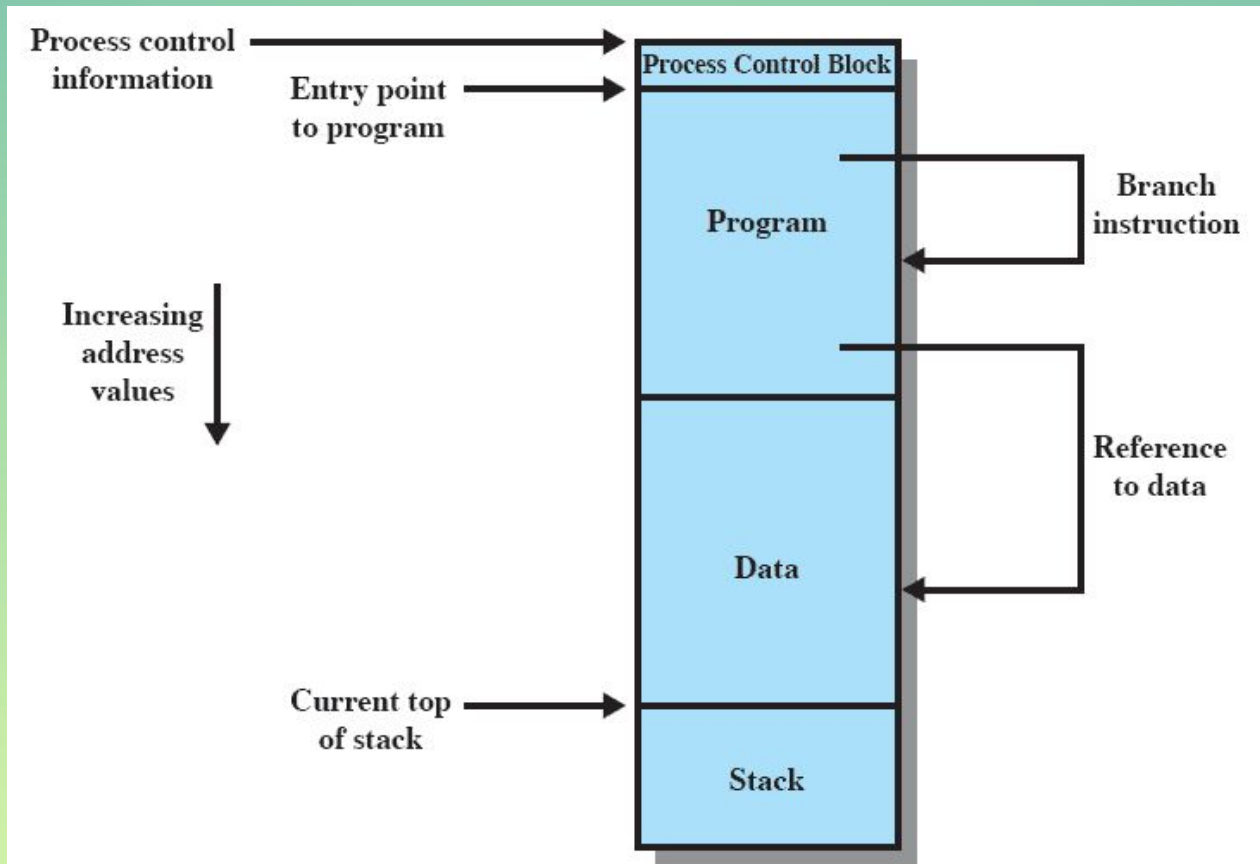 Process control
information
Process Control Block
Entry point
to program
Program
Branch
instruction
Increasing
address
values
Reference
to data
Data
Current top
of stack
Stack